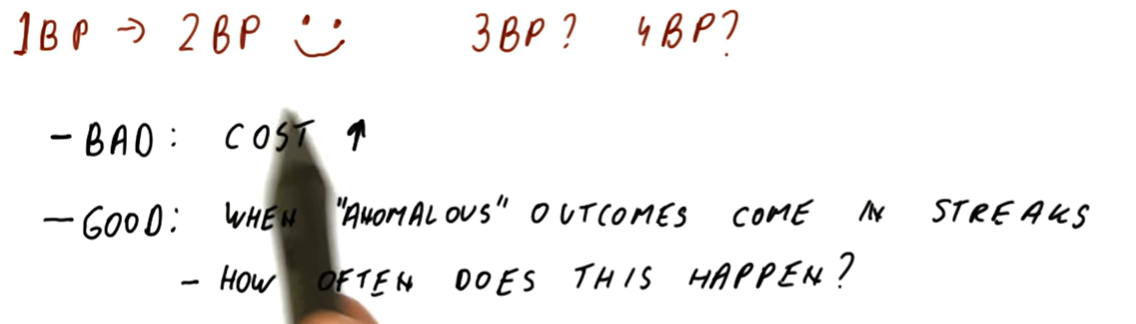 1BP → 2BP 3BP? 4BP?
- BAD: COST ↑
- GOOD: WHEN "ANOMALOUS" OUTCOMES COME IN STREAKS
- HOW OFTEN DOES THIS HAPPEN?